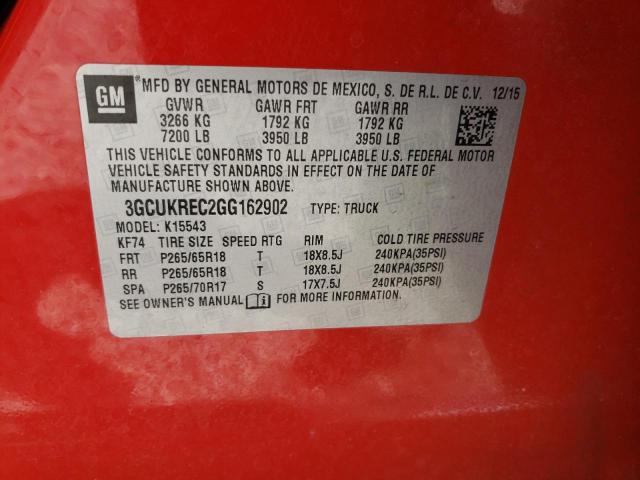 GM ® MFD BY GENERAL MOTORS DE MEXICO, S. DE R.L. DE C.V. 12/15
GVWR GAWR FRT GAWR RR
3266 KG 1792 KG 1792 KG
7200 LB 3950 LB 3950 LB
THIS VEHICLE CONFORMS TO ALL APPLICABLE U.S. FEDERAL MOTOR
VEHICLE SAFETY STANDARDS IN EFFECT ON THE DATE OF
MANUFACTURE SHOWN ABOVE.
3GCUKREC2GG162902 TYPE: TRUCK
MODEL: K15543
KF74 TIRE SIZE SPEED RTG RIM COLD TIRE PRESSURE
FRT P265/65R18 T 18X8.5J 240KPA(35PSI)
RR P265/65R18 T 18X8.5J 240KPA(35PSI)
SPA P265/70R17 S 17X7.5J 240KPA(35PSI)
SEE OWNER'S MANUAL FOR MORE INFORMATION.